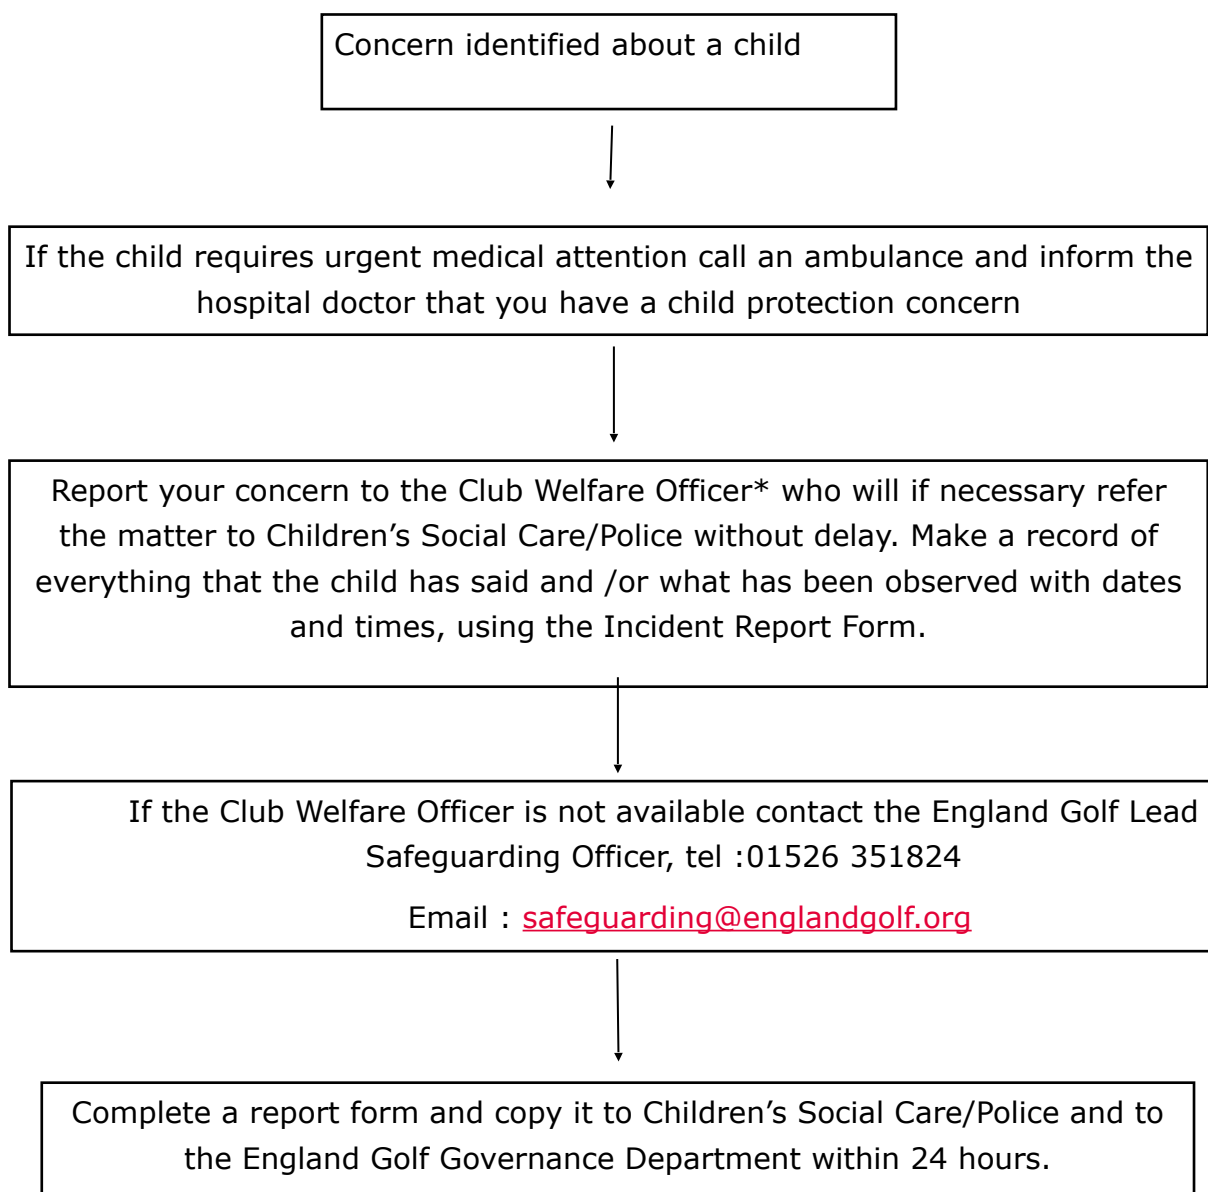 Concern identified about a child
If the child requires urgent medical attention call an ambulance and inform the
hospital doctor that you have a child protection concern
Report your concern to the Club Welfare Officer* who will if necessary refer
the matter to Children’s Social Care/Police without delay. Make a record of
everything that the child has said and /or what has been observed with dates
and times, using the Incident Report Form.
If the Club Welfare Officer is not available contact the England Golf Lead
Safeguarding Officer, tel :01526 351824
Email : safeguarding@englandgolf.org
Complete a report form and copy it to Children’s Social Care/Police and to
the England Golf Governance Department within 24 hours.